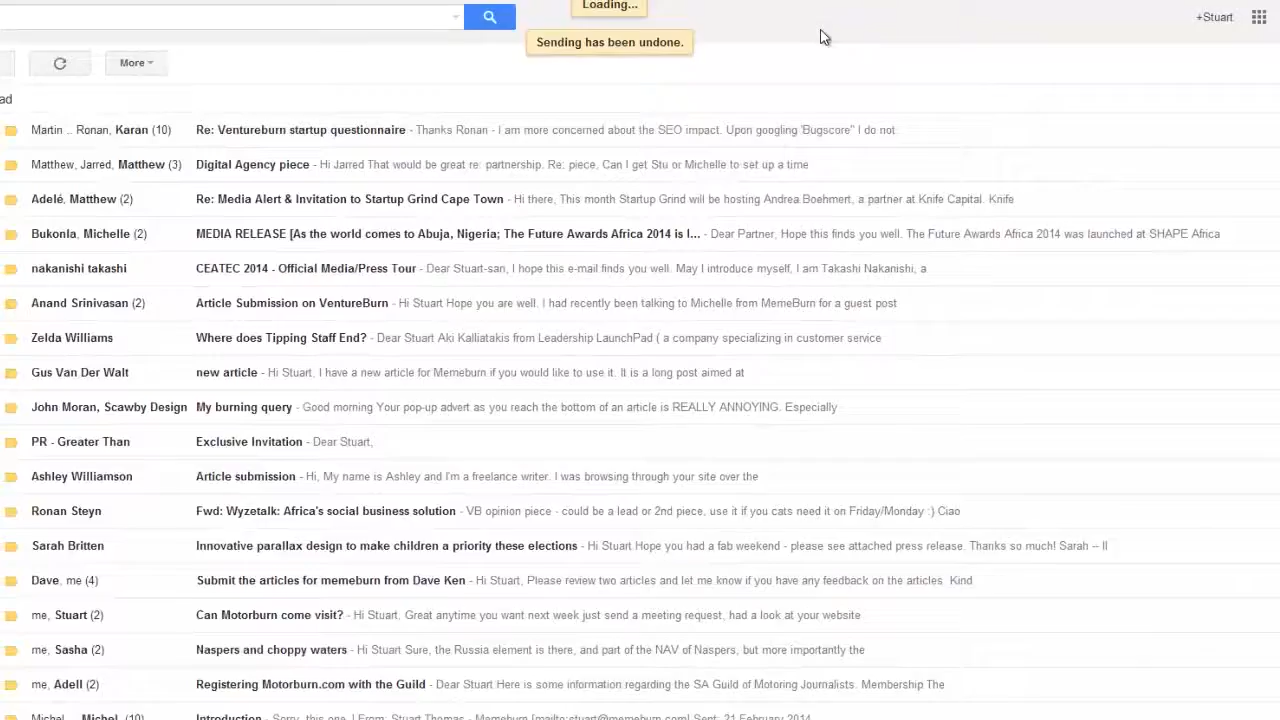 Loading...
+Stuart
Sending has been undone.
More
ad
Martin .. Ronan, Karan (10) Re: Ventureburn startup questionnaire - Thanks Ronan - I am more concerned about the SEO impact. Upon googling 'Bugscore" I do not
Matthew, Jarred, Matthew (3) Digital Agency piece - Hi Jarred That would be great re: partnership. Re: piece, Can I get Stu or Michelle to set up a time
Adelé, Matthew (2) Re: Media Alert & Invitation to Startup Grind Cape Town - Hi there, This month Startup Grind will be hosting Andrea Boehmert, a partner at Knife Capital. Knife
Bukonla, Michelle (2) MEDIA RELEASE [As the world comes to Abuja, Nigeria; The Future Awards Africa 2014 is l... - Dear Partner, Hope this finds you well. The Future Awards Africa 2014 was launched at SHAPE Africa
nakanishi takashi CEATEC 2014 - Official Media/Press Tour - Dear Stuart-san, I hope this e-mail finds you well. May I introduce myself, I am Takashi Nakanishi, a
Anand Srinivasan (2) Article Submission on VentureBurn - Hi Stuart Hope you are well. I had recently been talking to Michelle from MemeBurn for a guest post
Zelda Williams Where does Tipping Staff End? - Dear Stuart Aki Kalliatakis from Leadership LaunchPad ( a company specializing in customer service
Gus Van Der Walt new article - Hi Stuart, I have a new article for Memeburn if you would like to use it. It is a long post aimed at
John Moran, Scawby Design My burning query - Good morning Your pop-up advert as you reach the bottom of an article is REALLY ANNOYING. Especially
PR - Greater Than Exclusive Invitation - Dear Stuart,
Ashley Williamson Article submission - Hi, My name is Ashley and I'm a freelance writer. I was browsing through your site over the
Ronan Steyn Fwd: Wyzetalk: Africa's social business solution - VB opinion piece - could be a lead or 2nd piece, use it if you cats need it on Friday/Monday :) Ciao
Sarah Britten Innovative parallax design to make children a priority these elections - Hi Stuart Hope you had a fab weekend - please see attached press release. Thanks so much! Sarah -- II
Dave, me (4) Submit the articles for memeburn from Dave Ken - Hi Stuart, Please review two articles and let me know if you have any feedback on the articles. Kind
me, Stuart (2) Can Motorburn come visit? - Hi Stuart. Great anytime you want next week just send a meeting request, had a look at your website
me, Sasha (2) Naspers and choppy waters - Hi Stuart Sure, the Russia element is there, and part of the NAV of Naspers, but more importantly the
me, Adell (2) Registering Motorburn.com with the Guild - Dear Stuart Here is some information regarding the SA Guild of Motoring Journalists. Membership The
Michel.. Michel (10) Introduction - Sorry, this one. | From: Stuart Thomas - Memeburn [mailto:stuart@memeburn.com] Sent: 21 February 2014